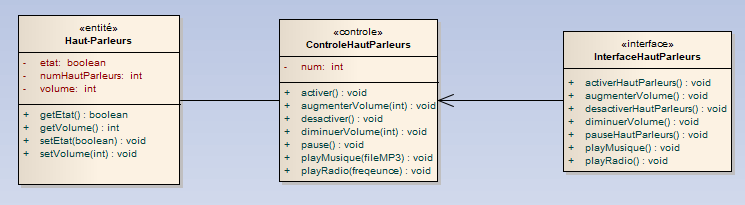 «entité»
Haut-Parleurs
- etat: boolean
- numHautParleurs: int
- volume: int
+ getEtat() : boolean
+ getVolume() : int
+ setEtat(boolean) : void
+ setVolume(int) : void
«controle»
ControleHautParleurs
- num: int
+ activer() : void
+ augmenterVolume(int) : void
+ desactiver() : void
+ diminuerVolume(int) : void
+ pause() : void
+ playMusique(fileMP3) : void
+ playRadio(freqeunce) : void
«interface»
InterfaceHautParleurs
+ activerHautParleurs() : void
+ augmenterVolume() : void
+ desactiverHautParleurs() : void
+ diminuerVolume() : void
+ pauseHautParleurs() : void
+ playMusique() : void
+ playRadio() : void